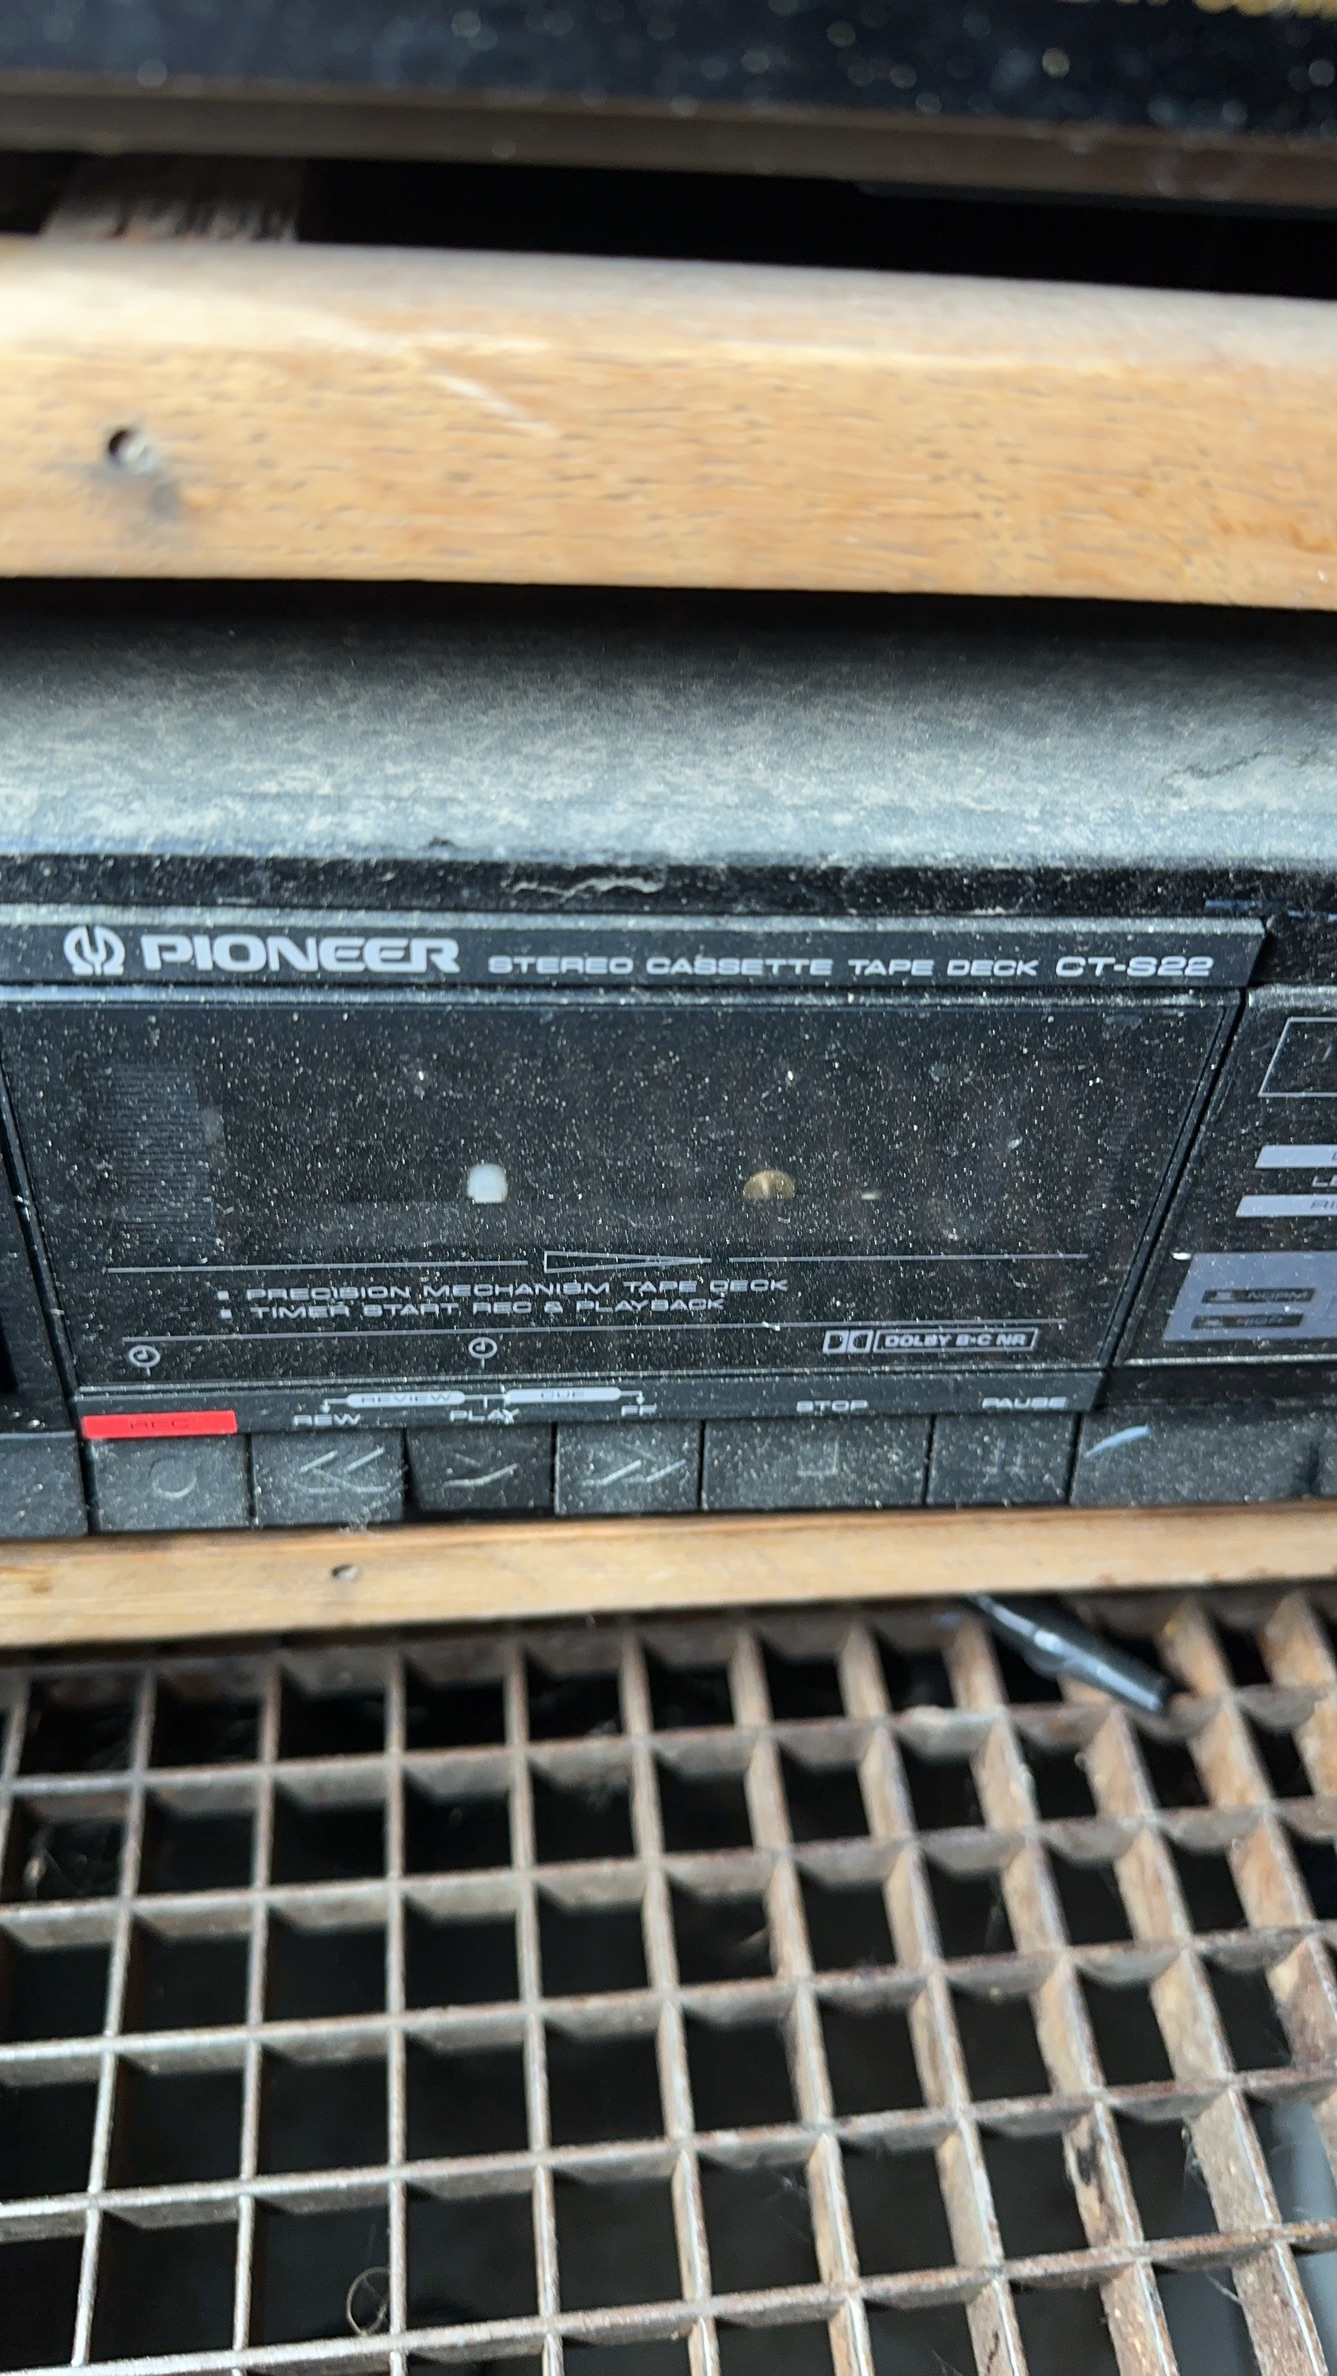 PIONEER STEREO CASSETTE TAPE DECK CT-S22
PRECISION MECHANISM TAPE DECK
TIMER START REC & PLAYBACK
DOLBY B-C NR
REVIEW CUE
REC REW PLAY FF STOP PAUSE
NORM